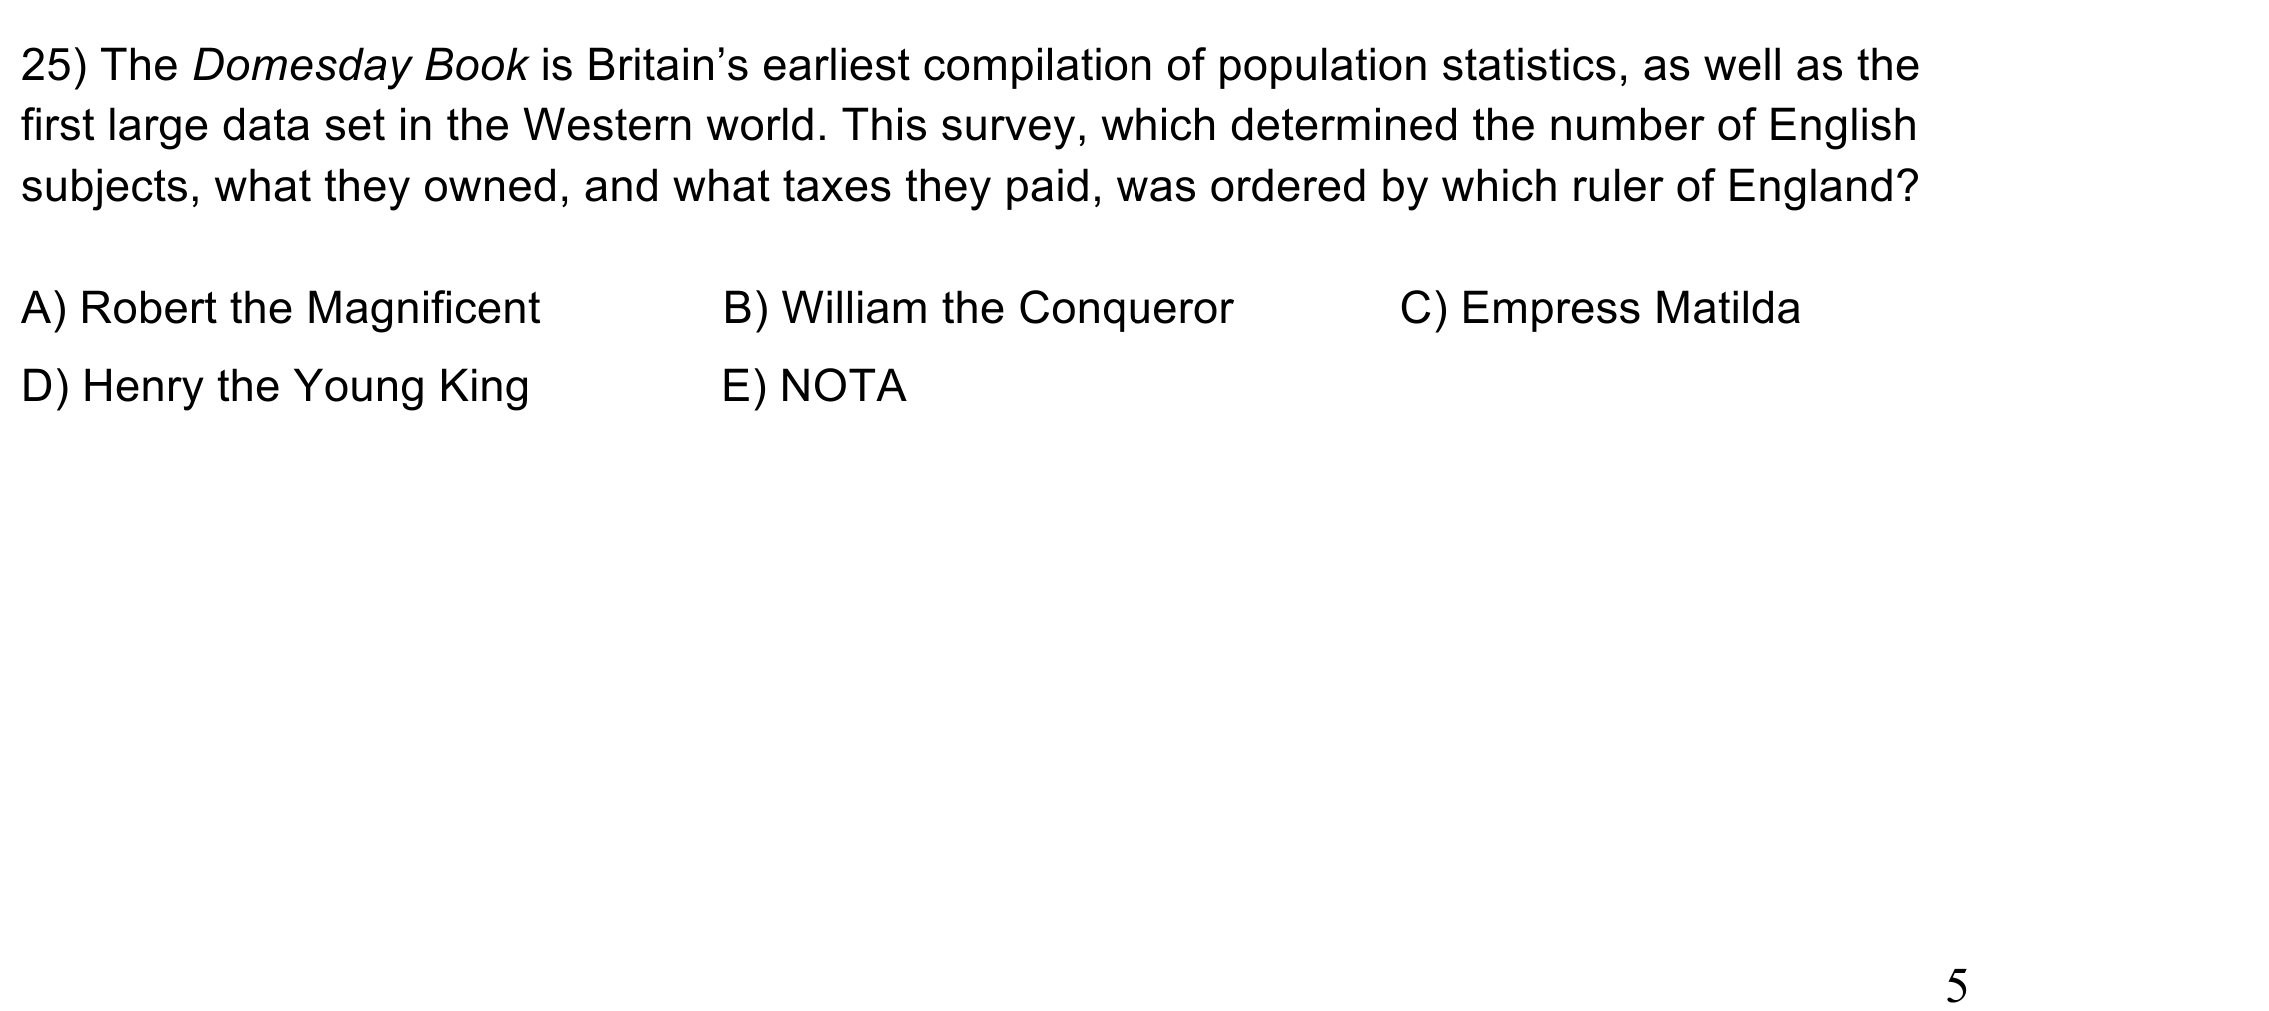 25) The Domesday Book is Britain’s earliest compilation of population statistics, as well as the
first large data set in the Western world. This survey, which determined the number of English
subjects, what they owned, and what taxes they paid, was ordered by which ruler of England?
A) Robert the Magnificent B) William the Conqueror C) Empress Matilda
D) Henry the Young King E) NOTA
5